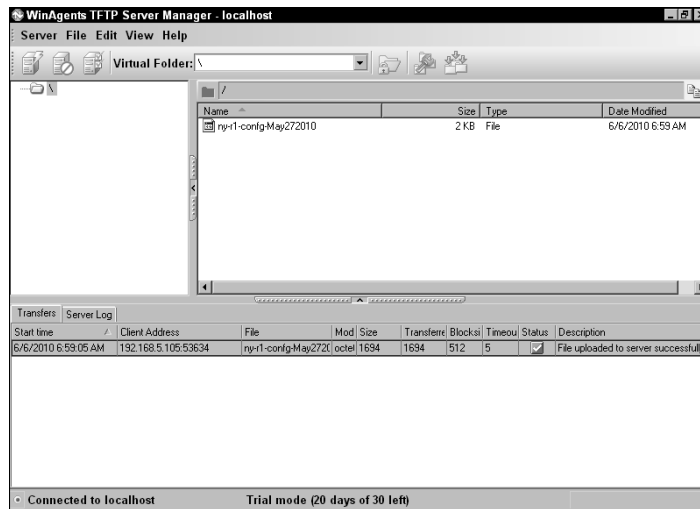 WinAgents TFTP Server Manager - localhost
Server File Edit View Help
Virtual Folder: \
\
/
Name Size Type Date Modified
ny-r1-confg-May272010 2 KB File 6/6/2010 6:59 AM
Transfers Server Log
Start time Client Address File Mod Size Transferre Blocksi Timeou Status Description
6/6/2010 6:59:05 AM 192.168.5.105:53634 ny-r1-confg-May272( octet 1694 1694 512 5 File uploaded to server successfull
Connected to localhost Trial mode (20 days of 30 left)